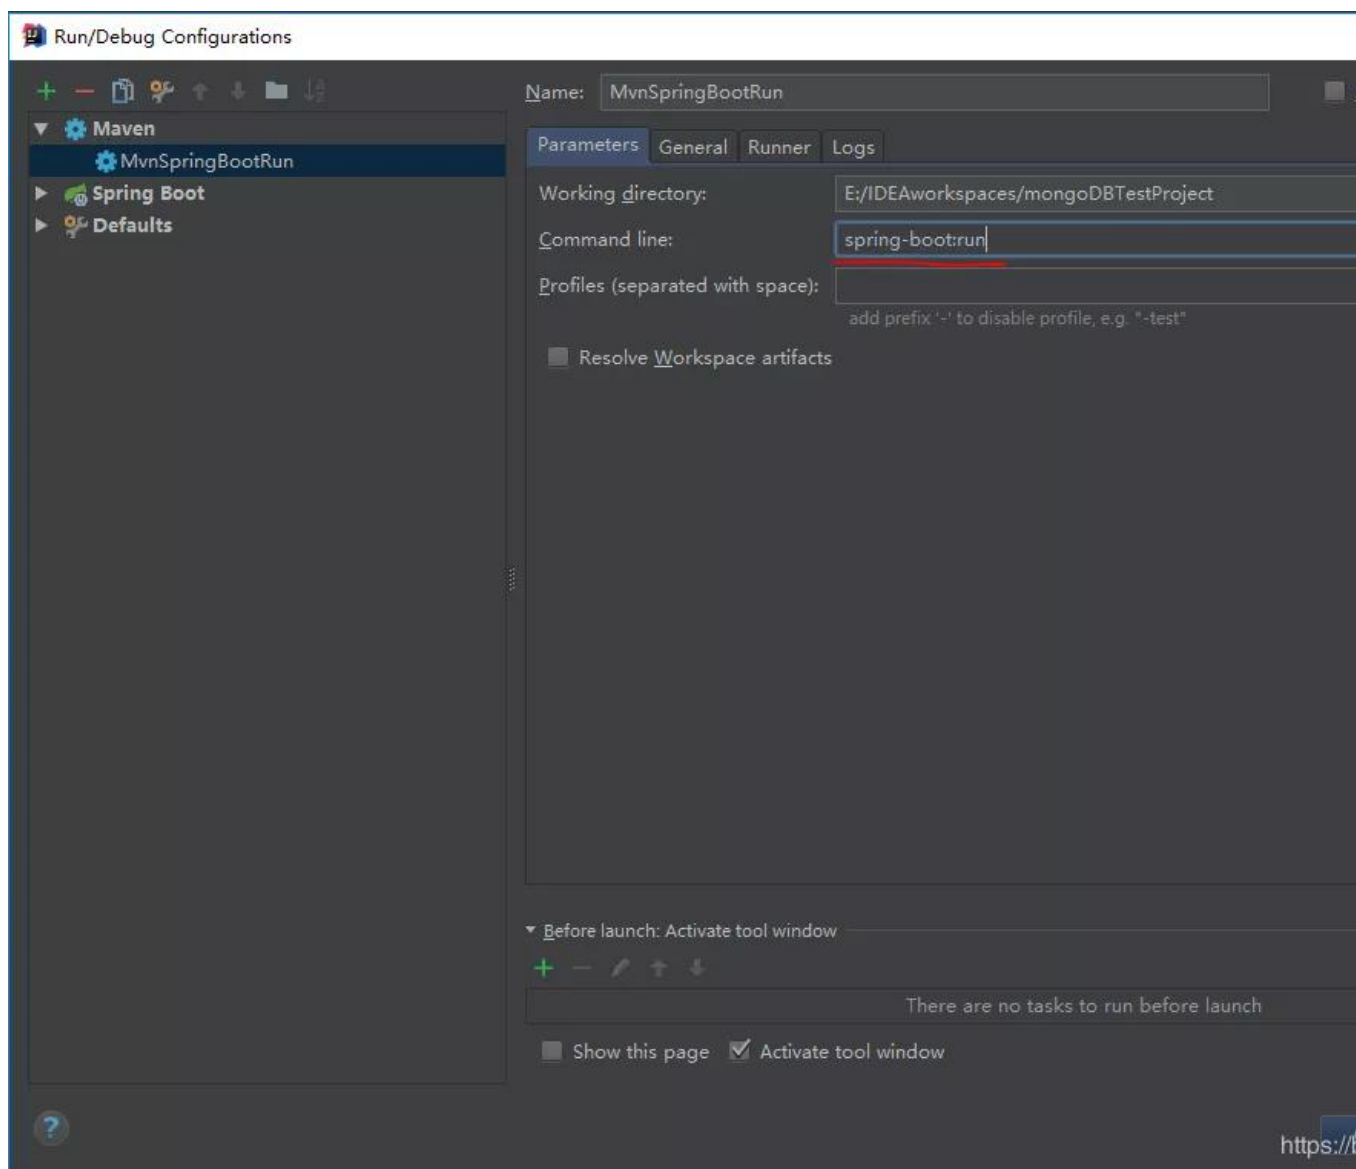 Run/Debug Configurations
Name: MvnSpringBootRun
Maven
MvnSpringBootRun
Spring Boot
Defaults
Parameters General Runner Logs
Working directory: E:/IDEAworkspaces/mongoDBTestProject
Command line: spring-boot:run
Profiles (separated with space):
add prefix '-' to disable profile, e.g. "-test"
Resolve Workspace artifacts
Before launch: Activate tool window
There are no tasks to run before launch
Show this page Activate tool window
?
https://